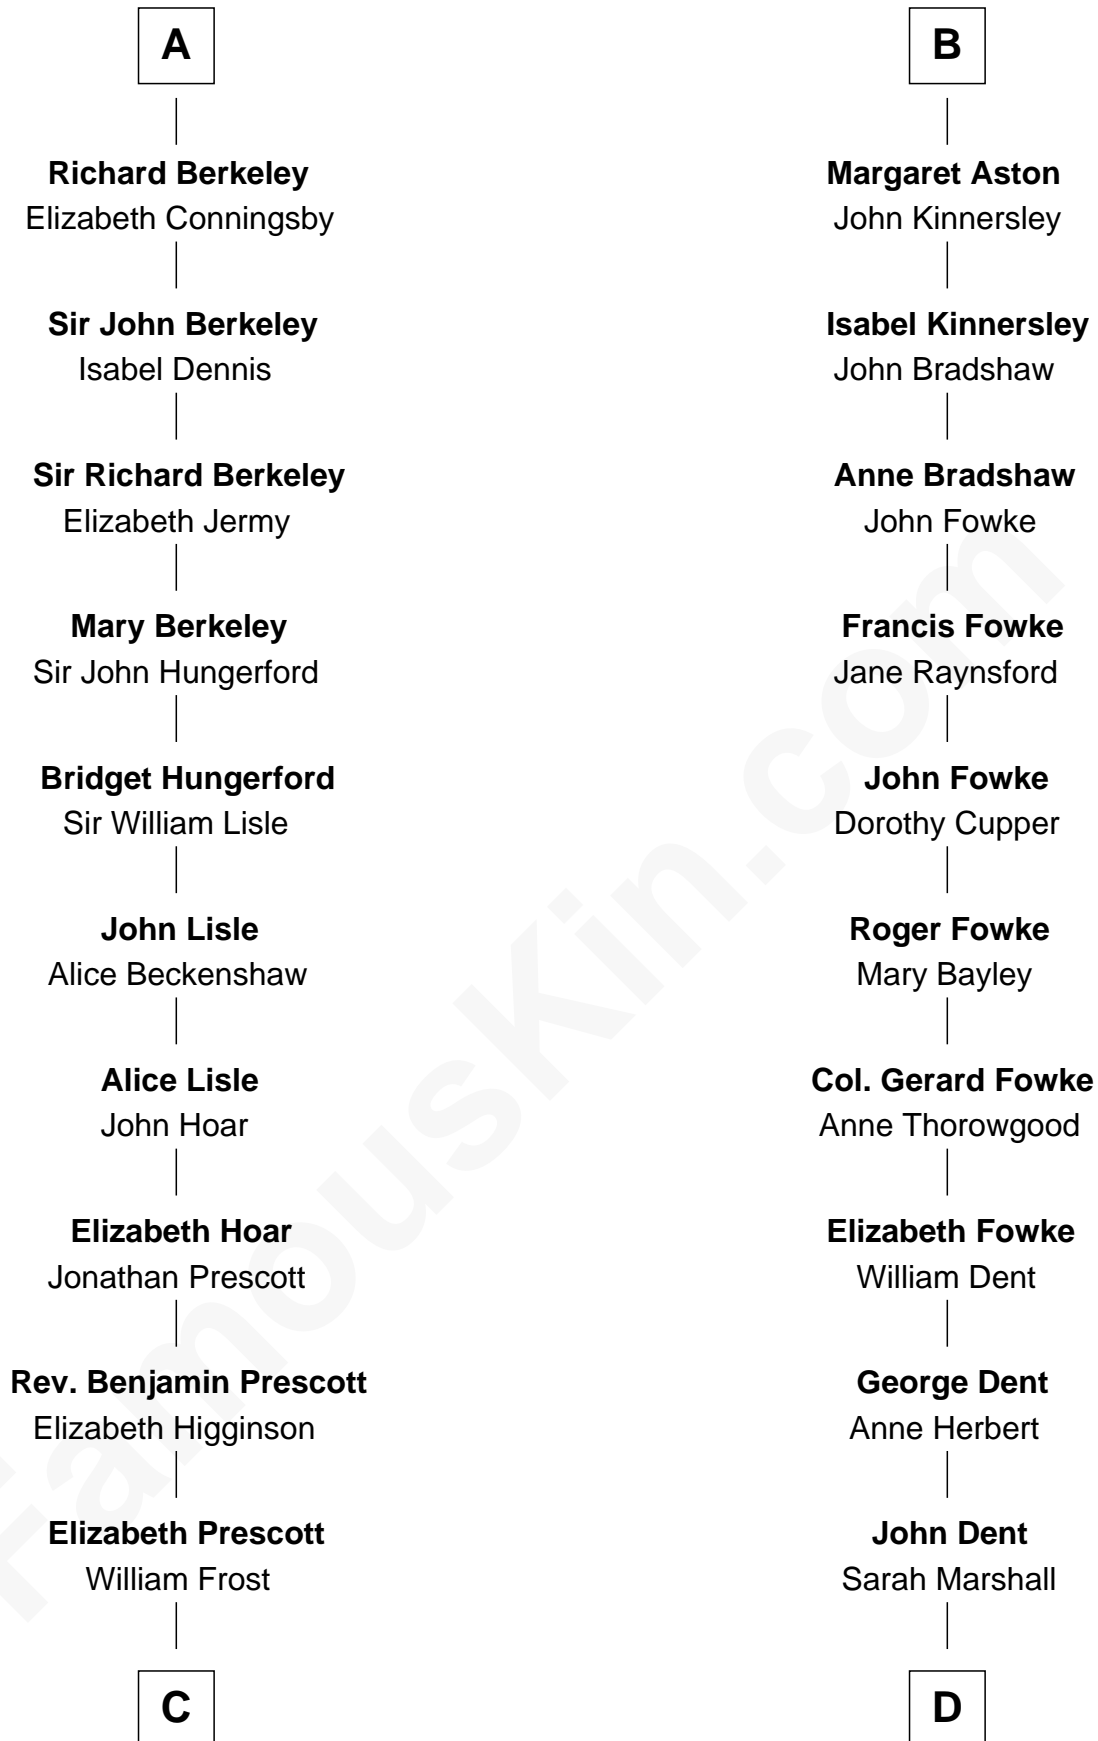 A
Richard Berkeley
Elizabeth Conningsby
Sir John Berkeley
Isabel Dennis
Sir Richard Berkeley
Elizabeth Jermy
Mary Berkeley
Sir John Hungerford
Bridget Hungerford
Sir William Lisle
John Lisle
Alice Beckenshaw
Alice Lisle
John Hoar
Elizabeth Hoar
Jonathan Prescott
Rev. Benjamin Prescott
Elizabeth Higginson
Elizabeth Prescott
William Frost
C
B
Margaret Aston
John Kinnersley
Isabel Kinnersley
John Bradshaw
Anne Bradshaw
John Fowke
Francis Fowke
Jane Raynsford
John Fowke
Dorothy Cupper
Roger Fowke
Mary Bayley
Col. Gerard Fowke
Anne Thorowgood
Elizabeth Fowke
William Dent
George Dent
Anne Herbert
John Dent
Sarah Marshall
D
FamousKin.com